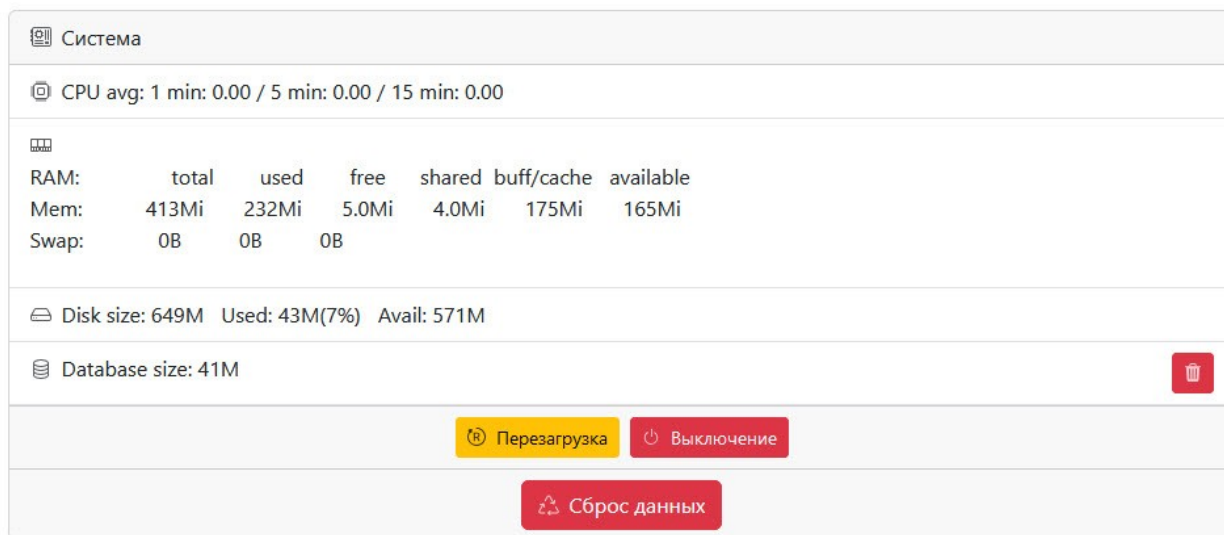 Система
CPU avg: 1 min: 0.00 / 5 min: 0.00 / 15 min: 0.00
RAM: total used free shared buff/cache available
Mem: 413Mi 232Mi 5.0Mi 4.0Mi 175Mi 165Mi
Swap: 0B 0B 0B
Disk size: 649M Used: 43M(7%) Avail: 571M
Database size: 41M
Перезагрузка Выключение
Сброс данных